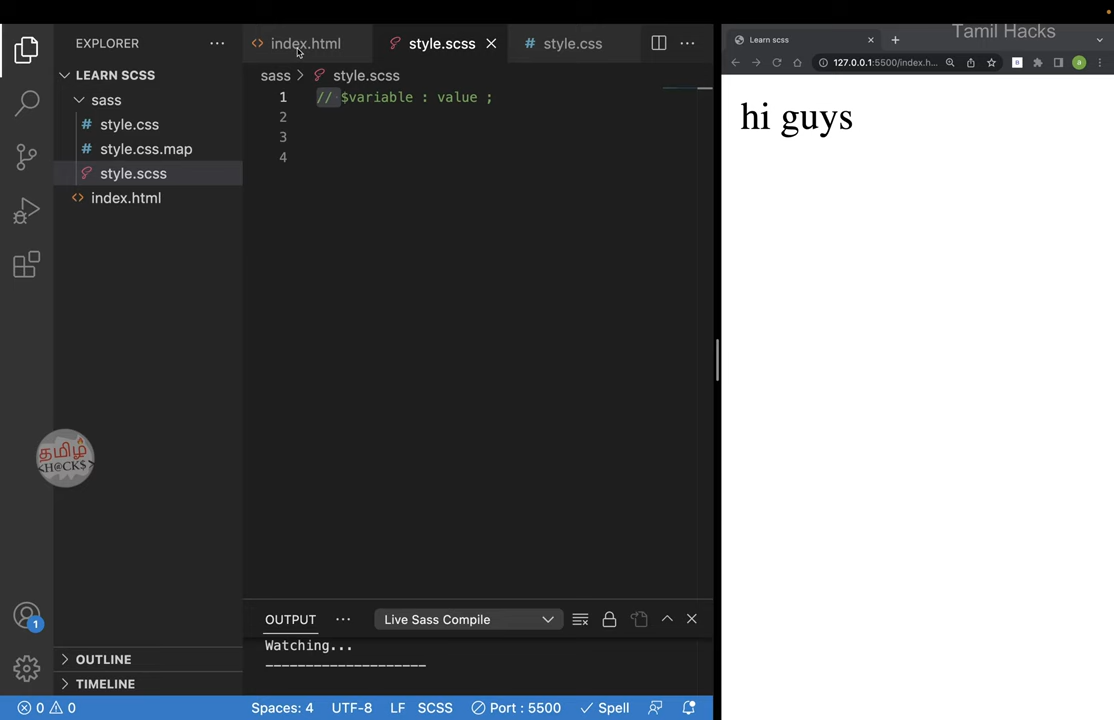 EXPLORER
LEARN SCSS
sass
# style.css
# style.css.map
style.scss
<> index.html
OUTLINE
TIMELINE
<> index.html
style.scss
# style.css
sass > style.scss
1 // $variable : value ;
2
3
4
OUTPUT
Live Sass Compile
Watching...
--------------------
தமிழ்
<H@CK$>
1
0 0
Spaces: 4
UTF-8
LF
SCSS
Port : 5500
Spell
Tamil Hacks
Learn scss
127.0.0.1:5500/index.h...
B
a
hi guys